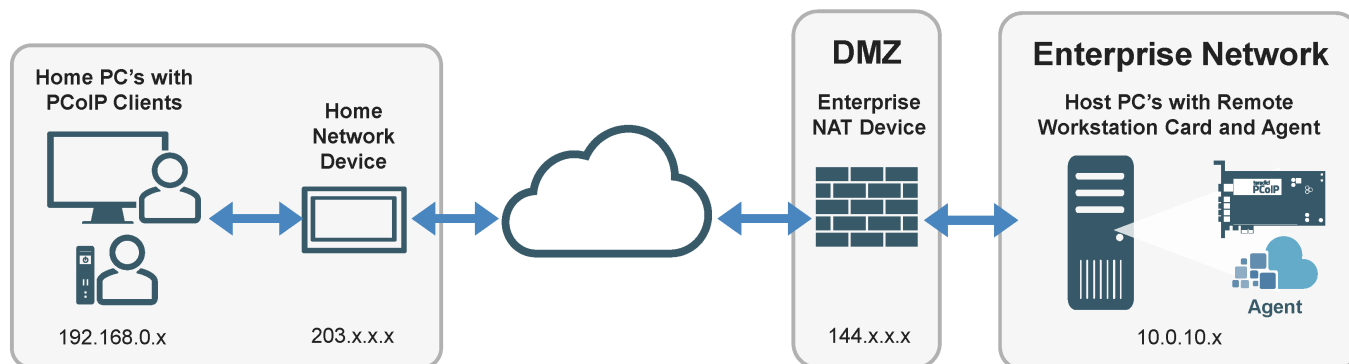 Home PC's with
PCoIP Clients
Home
Network
Device
192.168.0.x
203.x.x.x
DMZ
Enterprise
NAT Device
144.x.x.x
Enterprise Network
Host PC's with Remote
Workstation Card and Agent
PCoIP
Agent
10.0.10.x